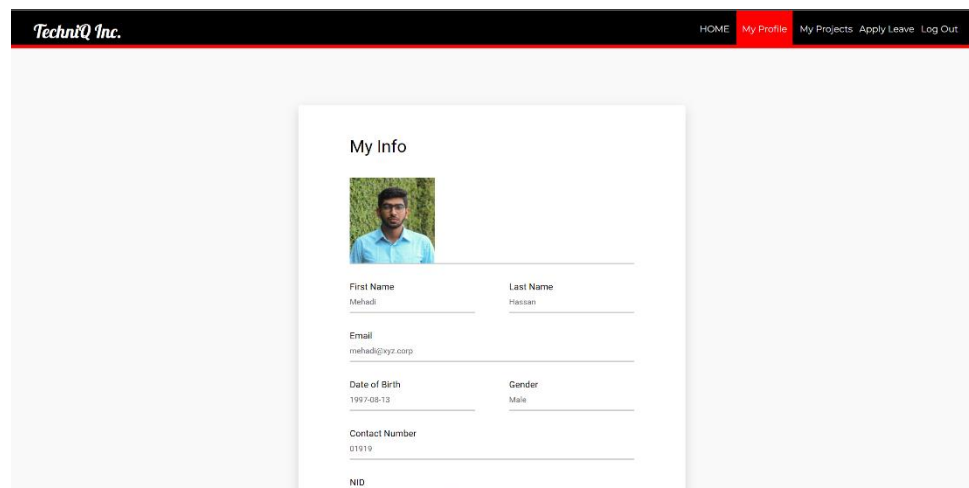 TechniQ Inc.
HOME My Profile My Projects Apply Leave Log Out
My Info
First Name Last Name
Mehadi Hassan
Email
mehadi@xyz.corp
Date of Birth Gender
1997-08-13 Male
Contact Number
01919
NID